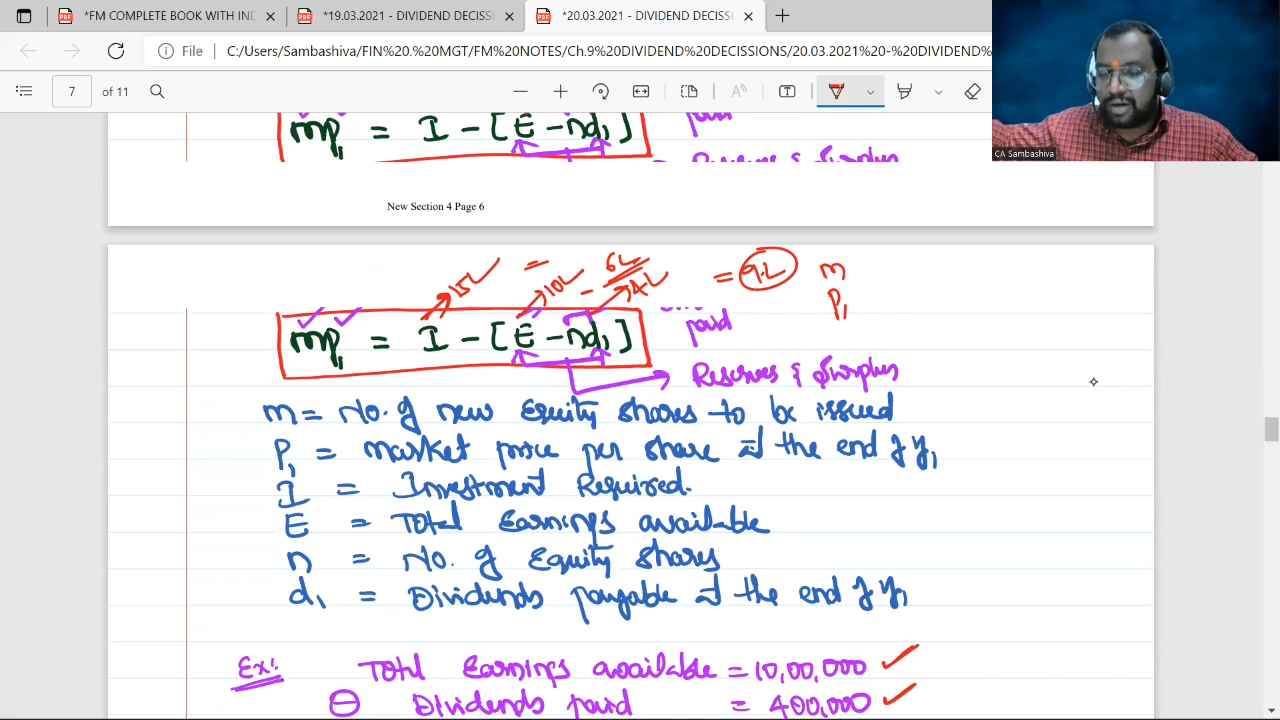 *FM COMPLETE BOOK WITH IND
*19.03.2021 - DIVIDEND DECISSI
*20.03.2021 - DIVIDEND DECISS
File
C:/Users/Sambashiva/FIN%20.%20MGT/FM%20NOTES/Ch.9%20DIVIDEND%20DECISSIONS/20.03.2021%20-%20DIVIDEND%
7 of 11
CA Sambashiva
mp₁ = I - [E - nd₁]
paid
Reserves & Surplus
New Section 4 Page 6
15L = 10L - 6L 4L = 9L m
P₁
mp₁ = I - [E - nd₁]
paid
Reserves & Surplus
m = No. of new Equity shares to be issued
P₁ = market price per share at the end of y₁
I = Investment Required.
E = Total Earnings available
n = No. of Equity shares
d₁ = Dividends payable at the end of y₁
Ex: Total Earnings available = 10,00,000
⊖ Dividends paid = 400,000